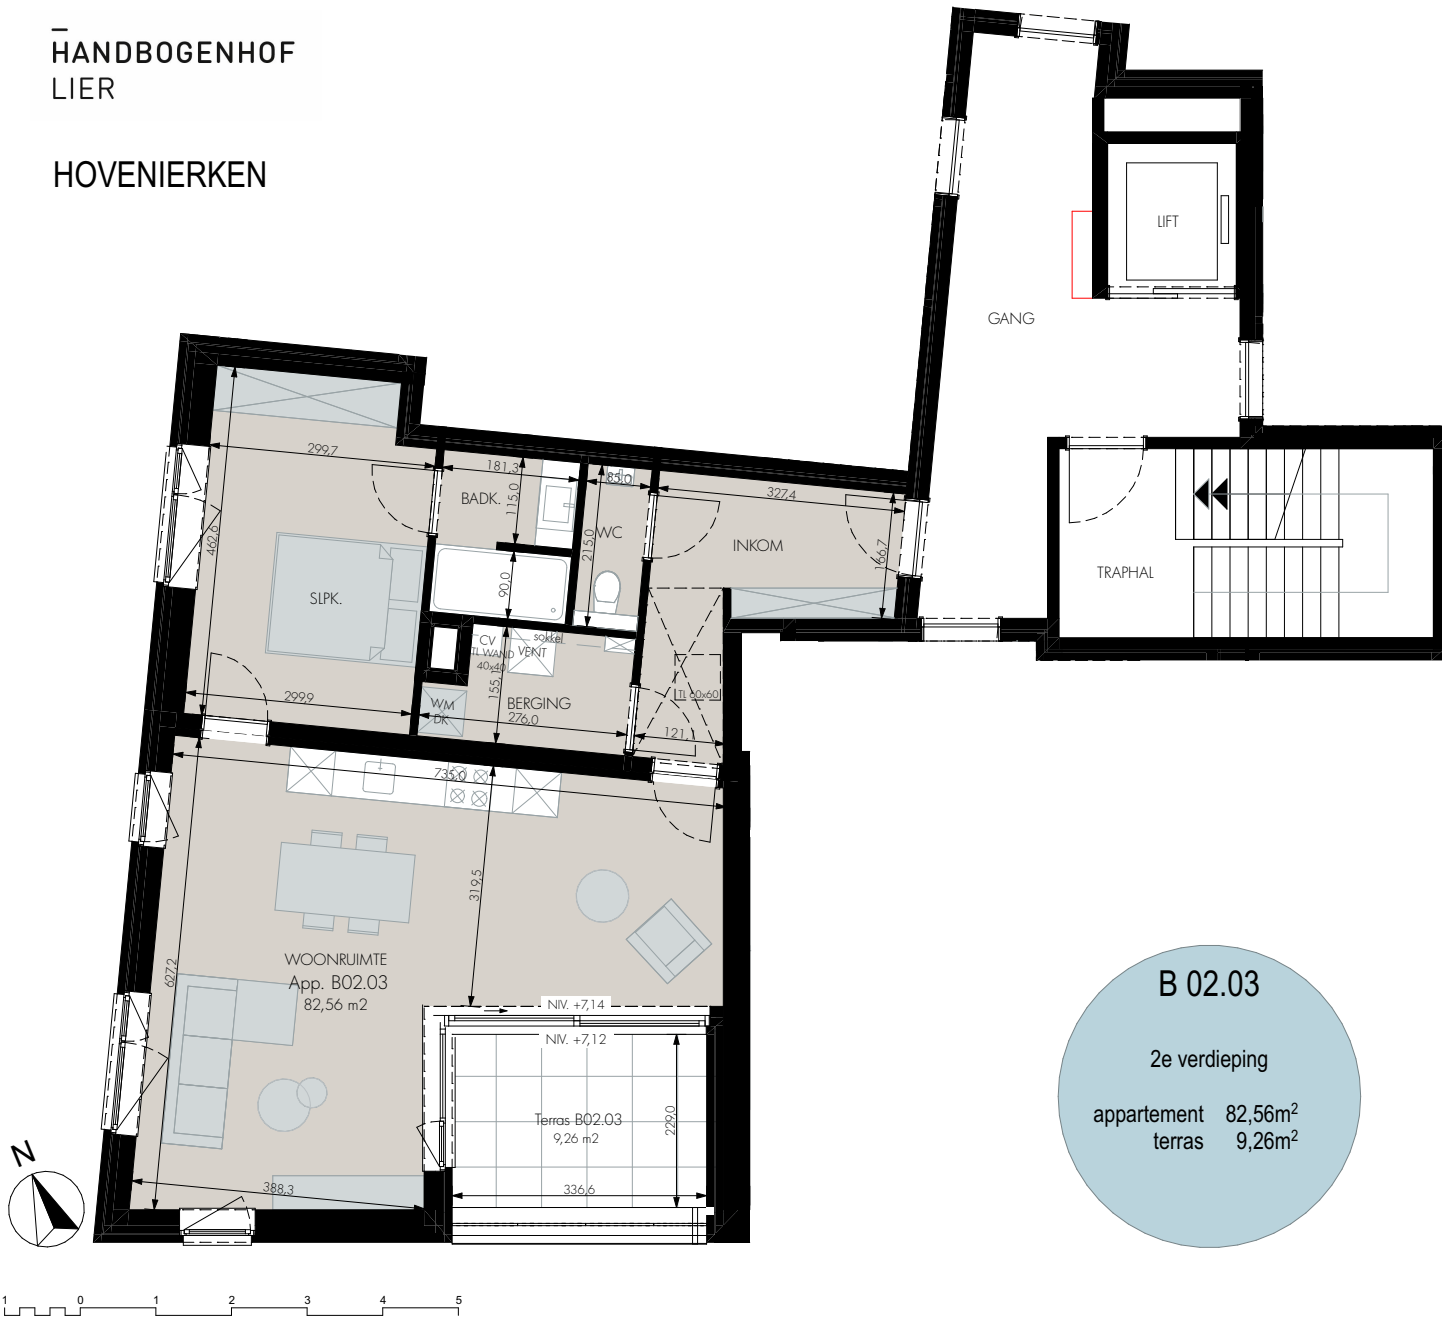 HANDBOGENHOF
LIER
HOVENIERKEN
LIFT
GANG
TRAPHAL
299,7
181,3
85,0
327,4
BADK.
115,0
WC
INKOM
462,6
215,0
166,7
90,0
SLPK.
CV
TL WAND
40x40
sokkel
VENT
155,1
TL 60x60
299,9
WM
DK
BERGING
276,0
121,1
735,0
319,5
627,2
WOONRUIMTE
App. B02.03
82,56 m2
NIV. +7,14
NIV. +7,12
Terras B02.03
9,26 m2
229,0
336,6
388,3
N
B 02.03
2e verdieping
appartement 82,56m²
terras 9,26m²
1 0 1 2 3 4 5